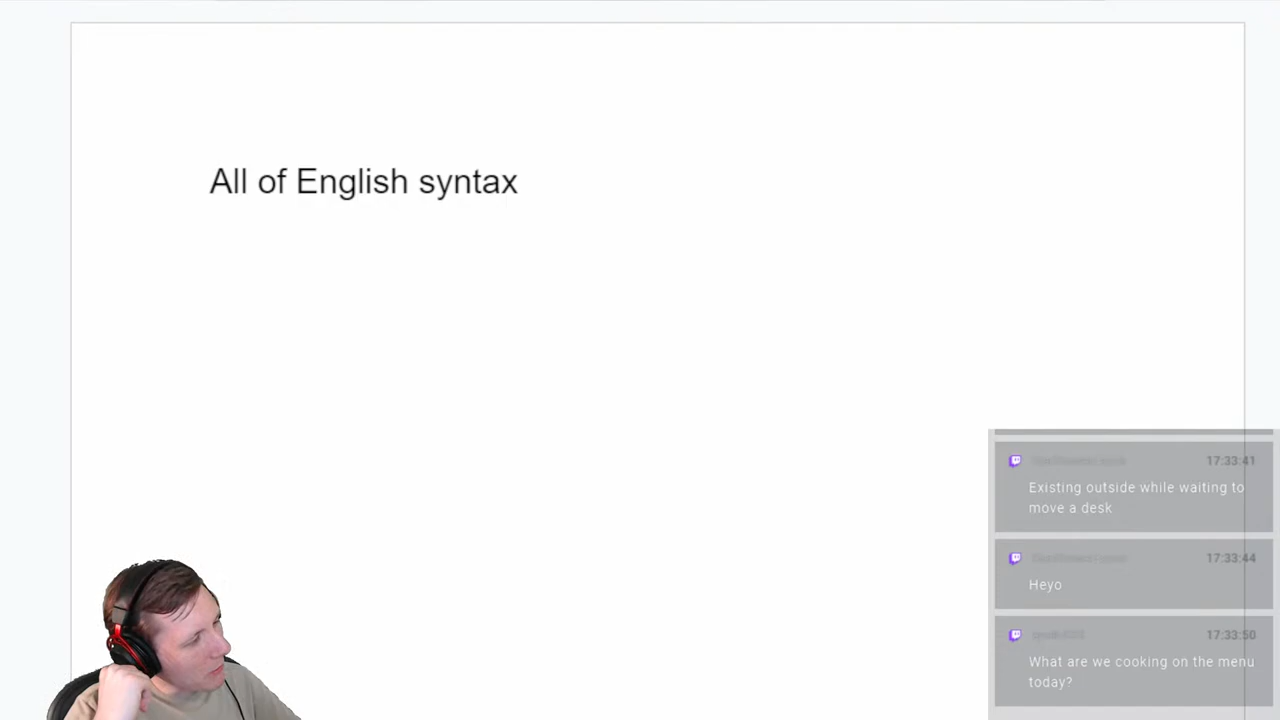 All of English syntax
17:33:41
Existing outside while waiting to
move a desk
17:33:44
Heyo
17:33:50
What are we cooking on the menu
today?